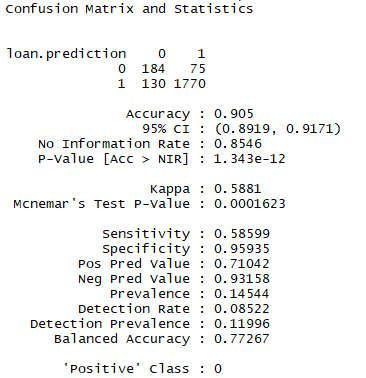 Confusion Matrix and Statistics
loan.prediction 0 1
0 184 75
1 130 1770
Accuracy : 0.905
95% CI : (0.8919, 0.9171)
No Information Rate : 0.8546
P-Value [Acc > NIR] : 1.343e-12
Kappa : 0.5881
Mcnemar's Test P-Value : 0.0001623
Sensitivity : 0.58599
Specificity : 0.95935
Pos Pred Value : 0.71042
Neg Pred Value : 0.93158
Prevalence : 0.14544
Detection Rate : 0.08522
Detection Prevalence : 0.11996
Balanced Accuracy : 0.77267
'Positive' Class : 0